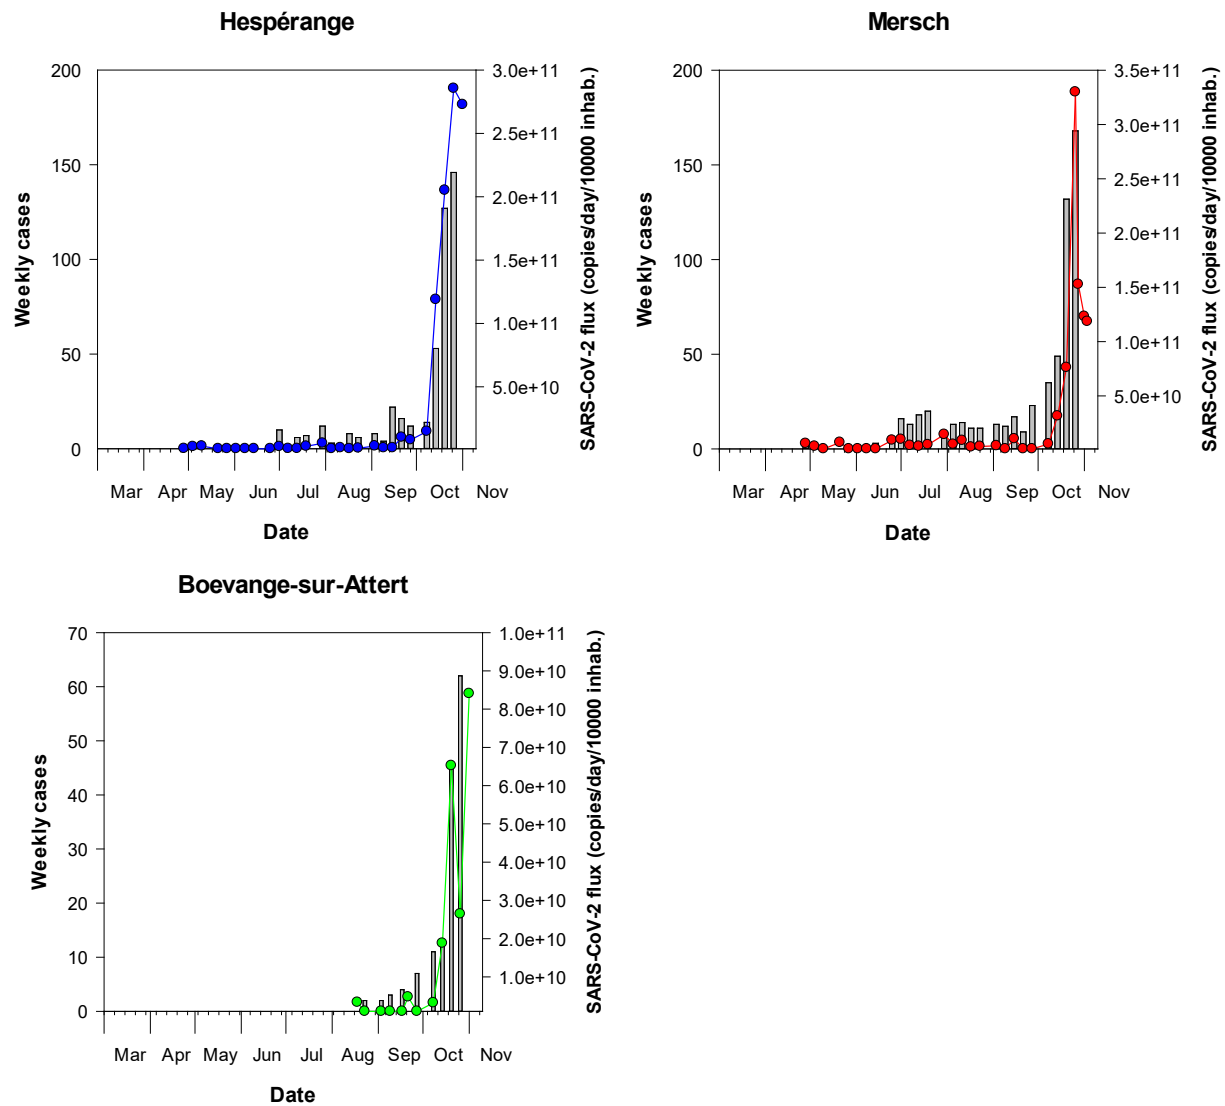 Hespérange
200
150
100
50
0
Weekly cases
3.0e+11
2.5e+11
2.0e+11
1.5e+11
1.0e+11
5.0e+10
SARS-CoV-2 flux (copies/day/10000 inhab.)
Mar Apr May Jun Jul Aug Sep Oct Nov
Date
Mersch
200
150
100
50
0
Weekly cases
3.5e+11
3.0e+11
2.5e+11
2.0e+11
1.5e+11
1.0e+11
5.0e+10
SARS-CoV-2 flux (copies/day/10000 inhab.)
Mar Apr May Jun Jul Aug Sep Oct Nov
Date
Boevange-sur-Attert
70
60
50
40
30
20
10
0
Weekly cases
1.0e+11
9.0e+10
8.0e+10
7.0e+10
6.0e+10
5.0e+10
4.0e+10
3.0e+10
2.0e+10
1.0e+10
SARS-CoV-2 flux (copies/day/10000 inhab.)
Mar Apr May Jun Jul Aug Sep Oct Nov
Date